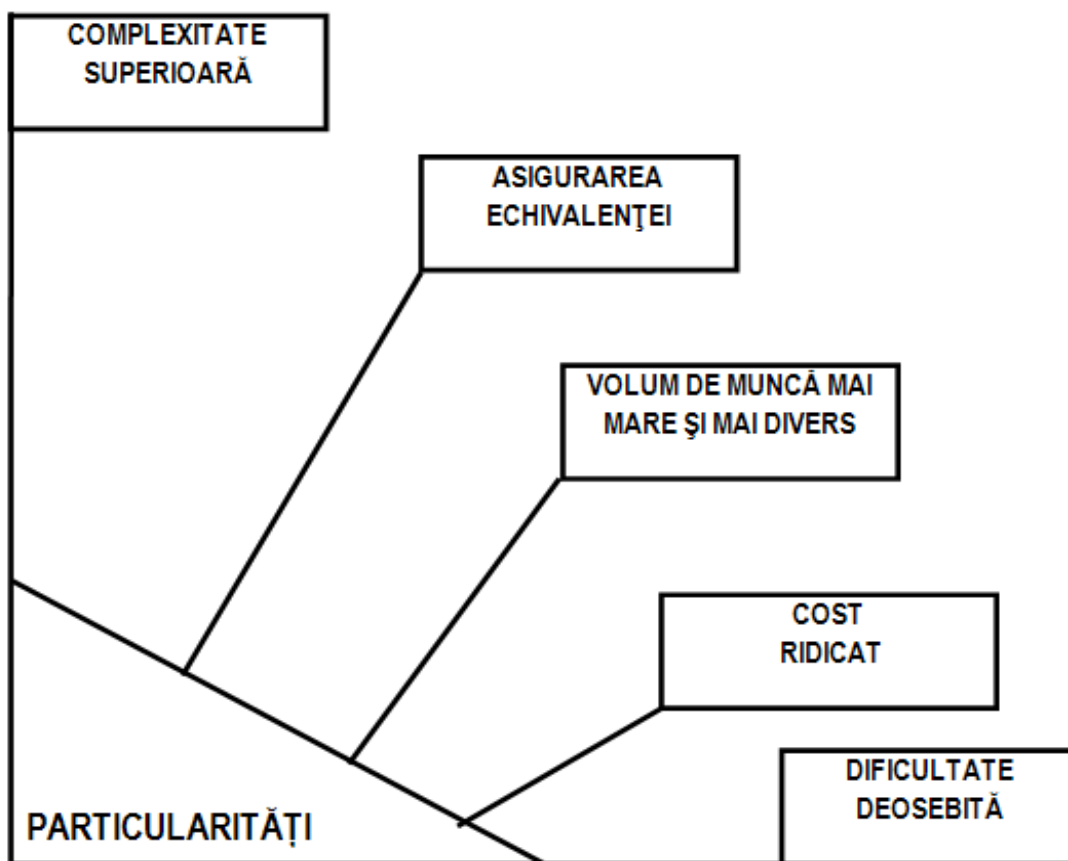 COMPLEXITATE
SUPERIOARĂ
ASIGURAREA
ECHIVALENŢEI
VOLUM DE MUNCĂ MAI
MARE ŞI MAI DIVERS
COST
RIDICAT
DIFICULTATE
DEOSEBITĂ
PARTICULARITĂȚI